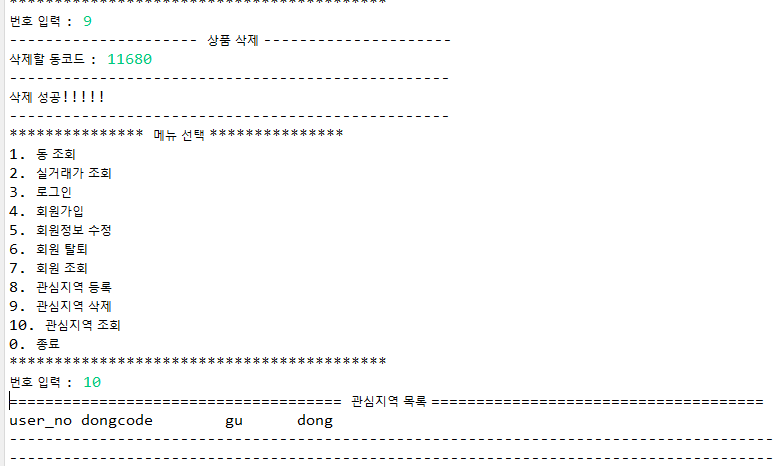 ******************************************
번호 입력 : 9
--------------------- 상품 삭제 ---------------------
삭제할 동코드 : 11680
-------------------------------------------------
삭제 성공!!!!!
-------------------------------------------------
*************** 메뉴 선택 ***************
1. 동 조회
2. 실거래가 조회
3. 로그인
4. 회원가입
5. 회원정보 수정
6. 회원 탈퇴
7. 회원 조회
8. 관심지역 등록
9. 관심지역 삭제
10. 관심지역 조회
0. 종료
******************************************
번호 입력 : 10
===================================== 관심지역 목록 =====================================
user_no dongcode        gu      dong
-------------------------------------------------------------------------------------
-------------------------------------------------------------------------------------